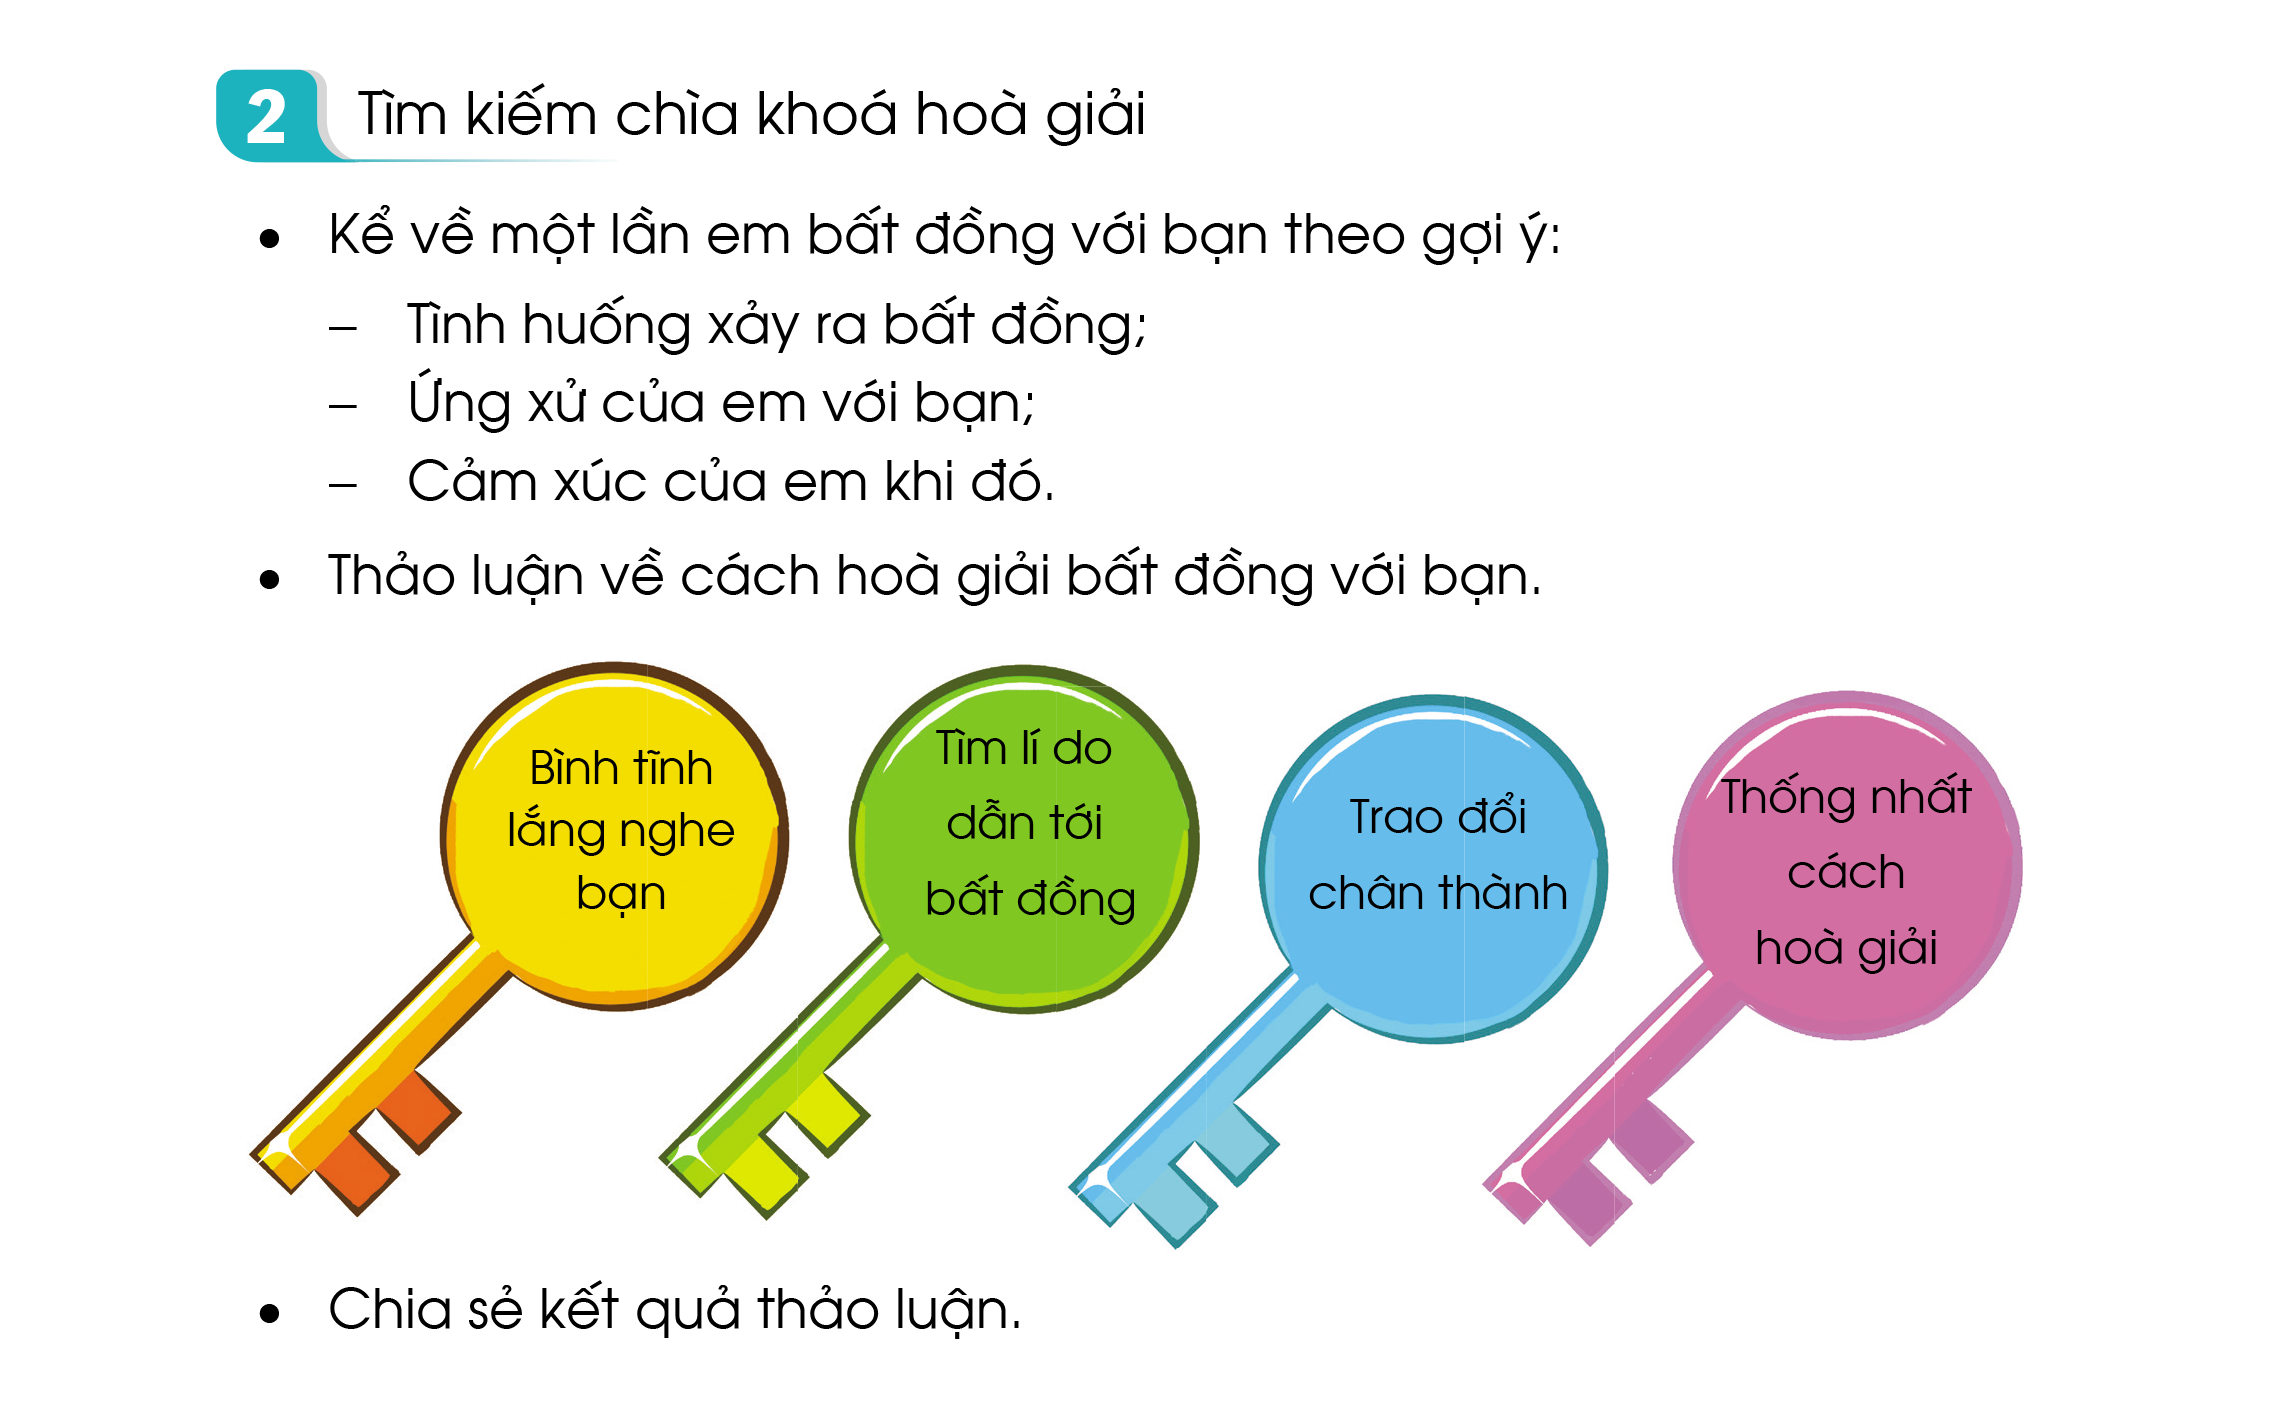 2 Tìm kiếm chìa khoá hoà giải
• Kể về một lần em bất đồng với bạn theo gợi ý:
– Tình huống xảy ra bất đồng;
– Ứng xử của em với bạn;
– Cảm xúc của em khi đó.
• Thảo luận về cách hoà giải bất đồng với bạn.
Bình tĩnh
lắng nghe
bạn
Tìm lí do
dẫn tới
bất đồng
Trao đổi
chân thành
Thống nhất
cách
hoà giải
• Chia sẻ kết quả thảo luận.